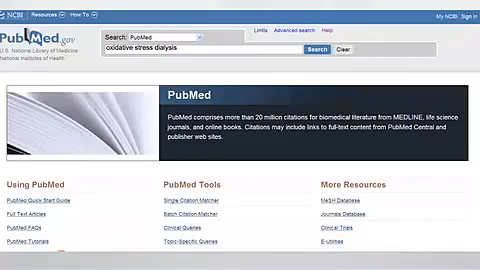 NCBI Resources How To My NCBI Sign In
PubMed.gov
U.S. National Library of Medicine
National Institutes of Health
Search: PubMed
Limits Advanced search Help
oxidative stress dialysis
Search Clear
PubMed
PubMed comprises more than 20 million citations for biomedical literature from MEDLINE, life science
journals, and online books. Citations may include links to full-text content from PubMed Central and
publisher web sites.
Using PubMed
PubMed Quick Start Guide
Full Text Articles
PubMed FAQs
PubMed Tutorials
PubMed Tools
Single Citation Matcher
Batch Citation Matcher
Clinical Queries
Topic-Specific Queries
More Resources
MeSH Database
Journals Database
Clinical Trials
E-Utilities